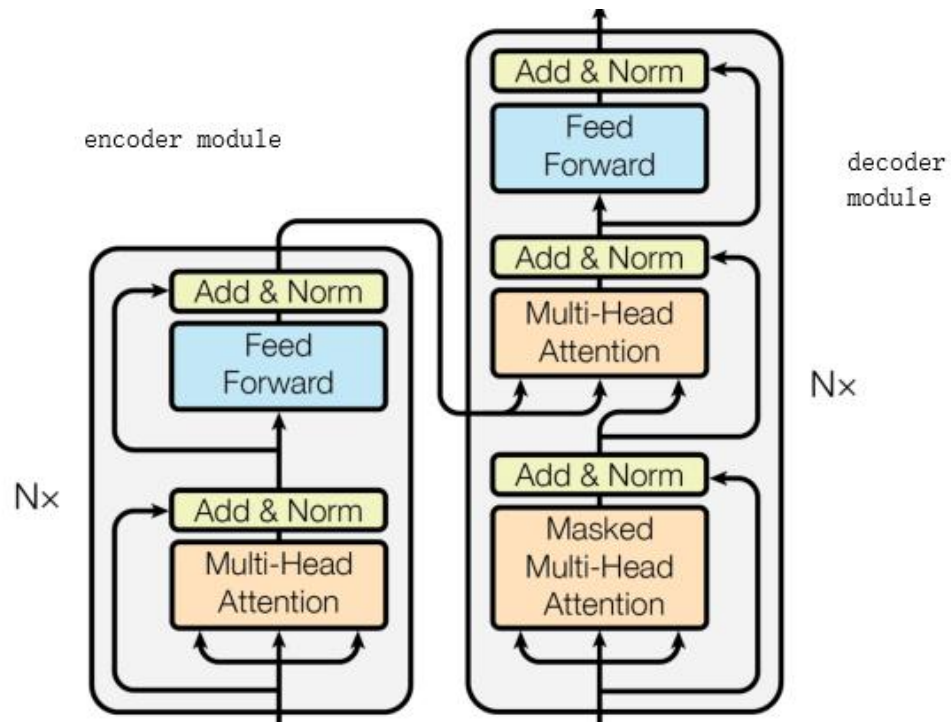 encoder module
Add & Norm
Feed
Forward
Add & Norm
Multi-Head
Attention
Nx
Add & Norm
Feed
Forward
Add & Norm
Multi-Head
Attention
Add & Norm
Masked
Multi-Head
Attention
decoder
module
Nx